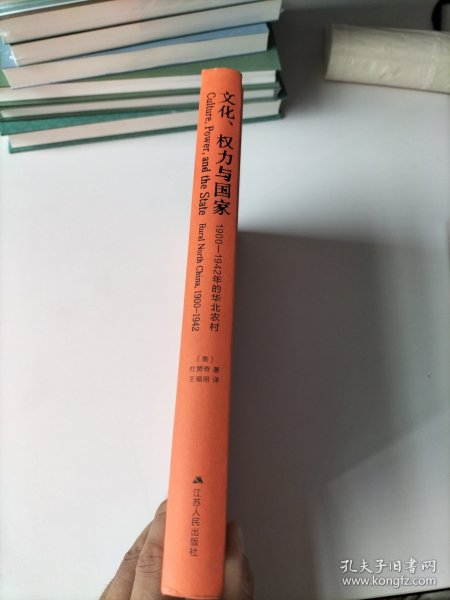 文化、权力与国家
1900—1942年的华北农村
Culture, Power, and the State
Rural North China, 1900-1942
[美]
杜赞奇 著
王福明 译
江苏人民出版社
孔夫子旧书网
www.kongfz.com